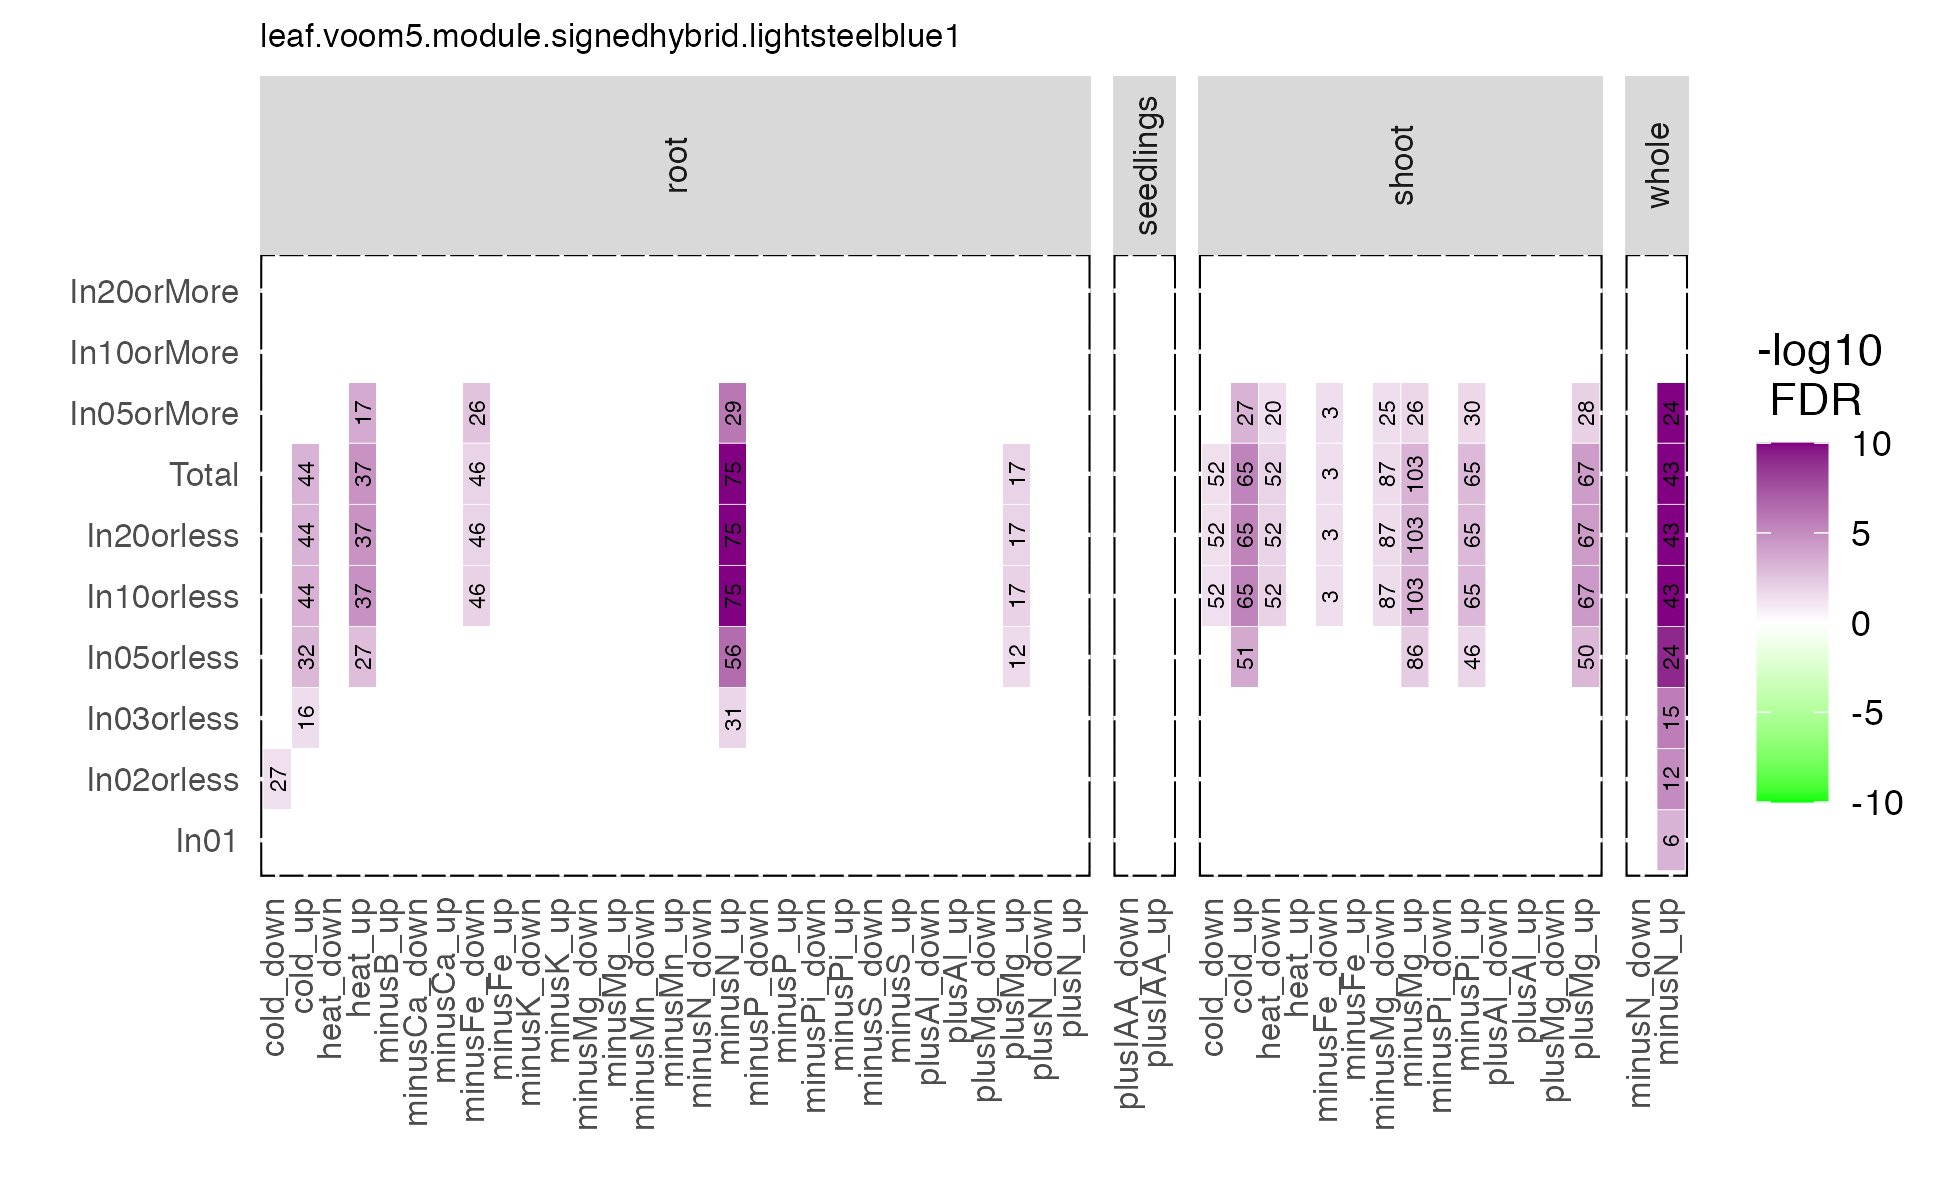 leaf.voom5.module.signedhybrid.lightsteelblue1
root seedlings shoot whole
In20orMore
In10orMore
In05orMore 17 26 29 27 20 3 25 26 30 28 24
Total 44 37 46 75 17 52 65 52 3 87 103 65 67 43
In20orless 44 37 46 75 17 52 65 52 3 87 103 65 67 43
In10orless 44 37 46 75 17 52 65 52 3 87 103 65 67 43
In05orless 32 27 56 12 51 86 46 50 24
In03orless 16 31 15
In02orless 27 12
In01 6
cold_down
cold_up
heat_down
heat_up
minusB_up
minusCa_down
minusCa_up
minusFe_down
minusFe_up
minusK_down
minusK_up
minusMg_down
minusMg_up
minusMn_down
minusMn_up
minusN_down
minusN_up
minusP_down
minusP_up
minusPi_down
minusPi_up
minusS_down
minusS_up
plusAl_down
plusAl_up
plusMg_down
plusMg_up
plusN_down
plusN_up
plusIAA_down
plusIAA_up
cold_down
cold_up
heat_down
heat_up
minusFe_down
minusFe_up
minusMg_down
minusMg_up
minusPi_down
minusPi_up
plusAl_down
plusAl_up
plusMg_down
plusMg_up
minusN_down
minusN_up
-log10
FDR
10
5
0
-5
-10